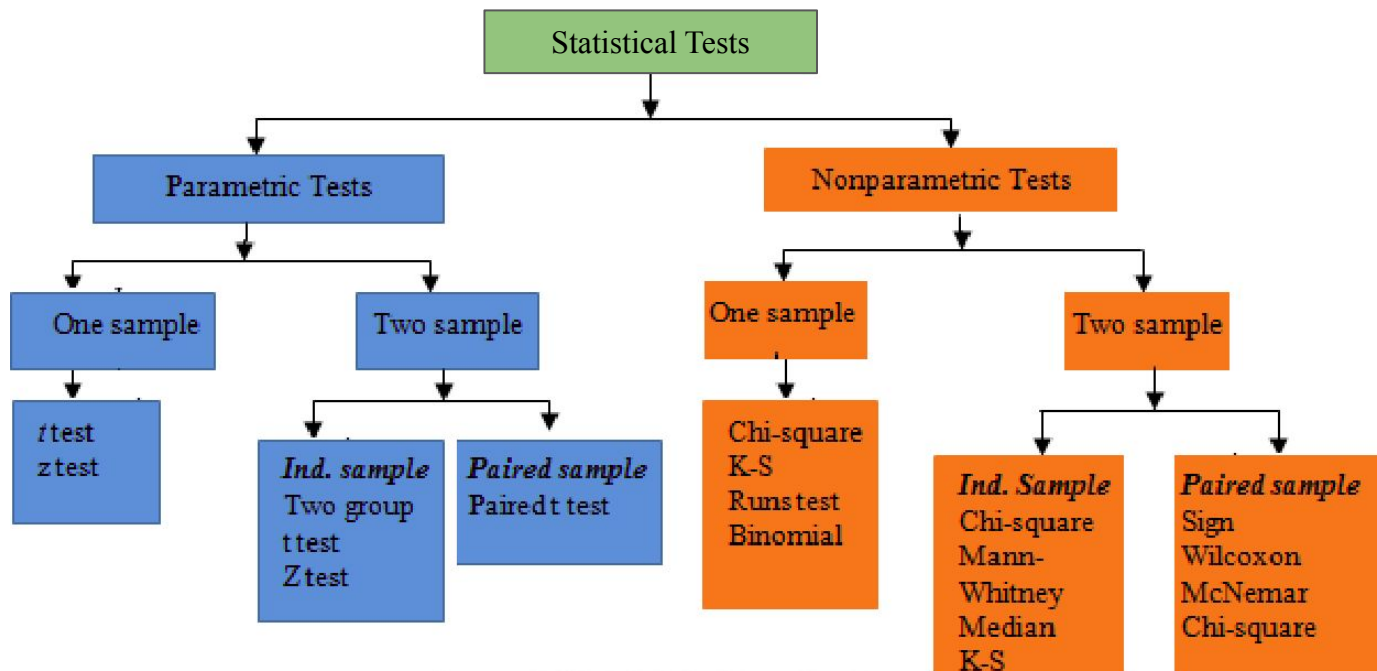 Statistical Tests
Parametric Tests
Nonparametric Tests
One sample
Two sample
One sample
Two sample
t test
z test
Ind. sample
Two group
t test
Z test
Paired sample
Paired t test
Chi-square
K-S
Runs test
Binomial
Ind. Sample
Chi-square
Mann-
Whitney
Median
K-S
Paired sample
Sign
Wilcoxon
McNemar
Chi-square